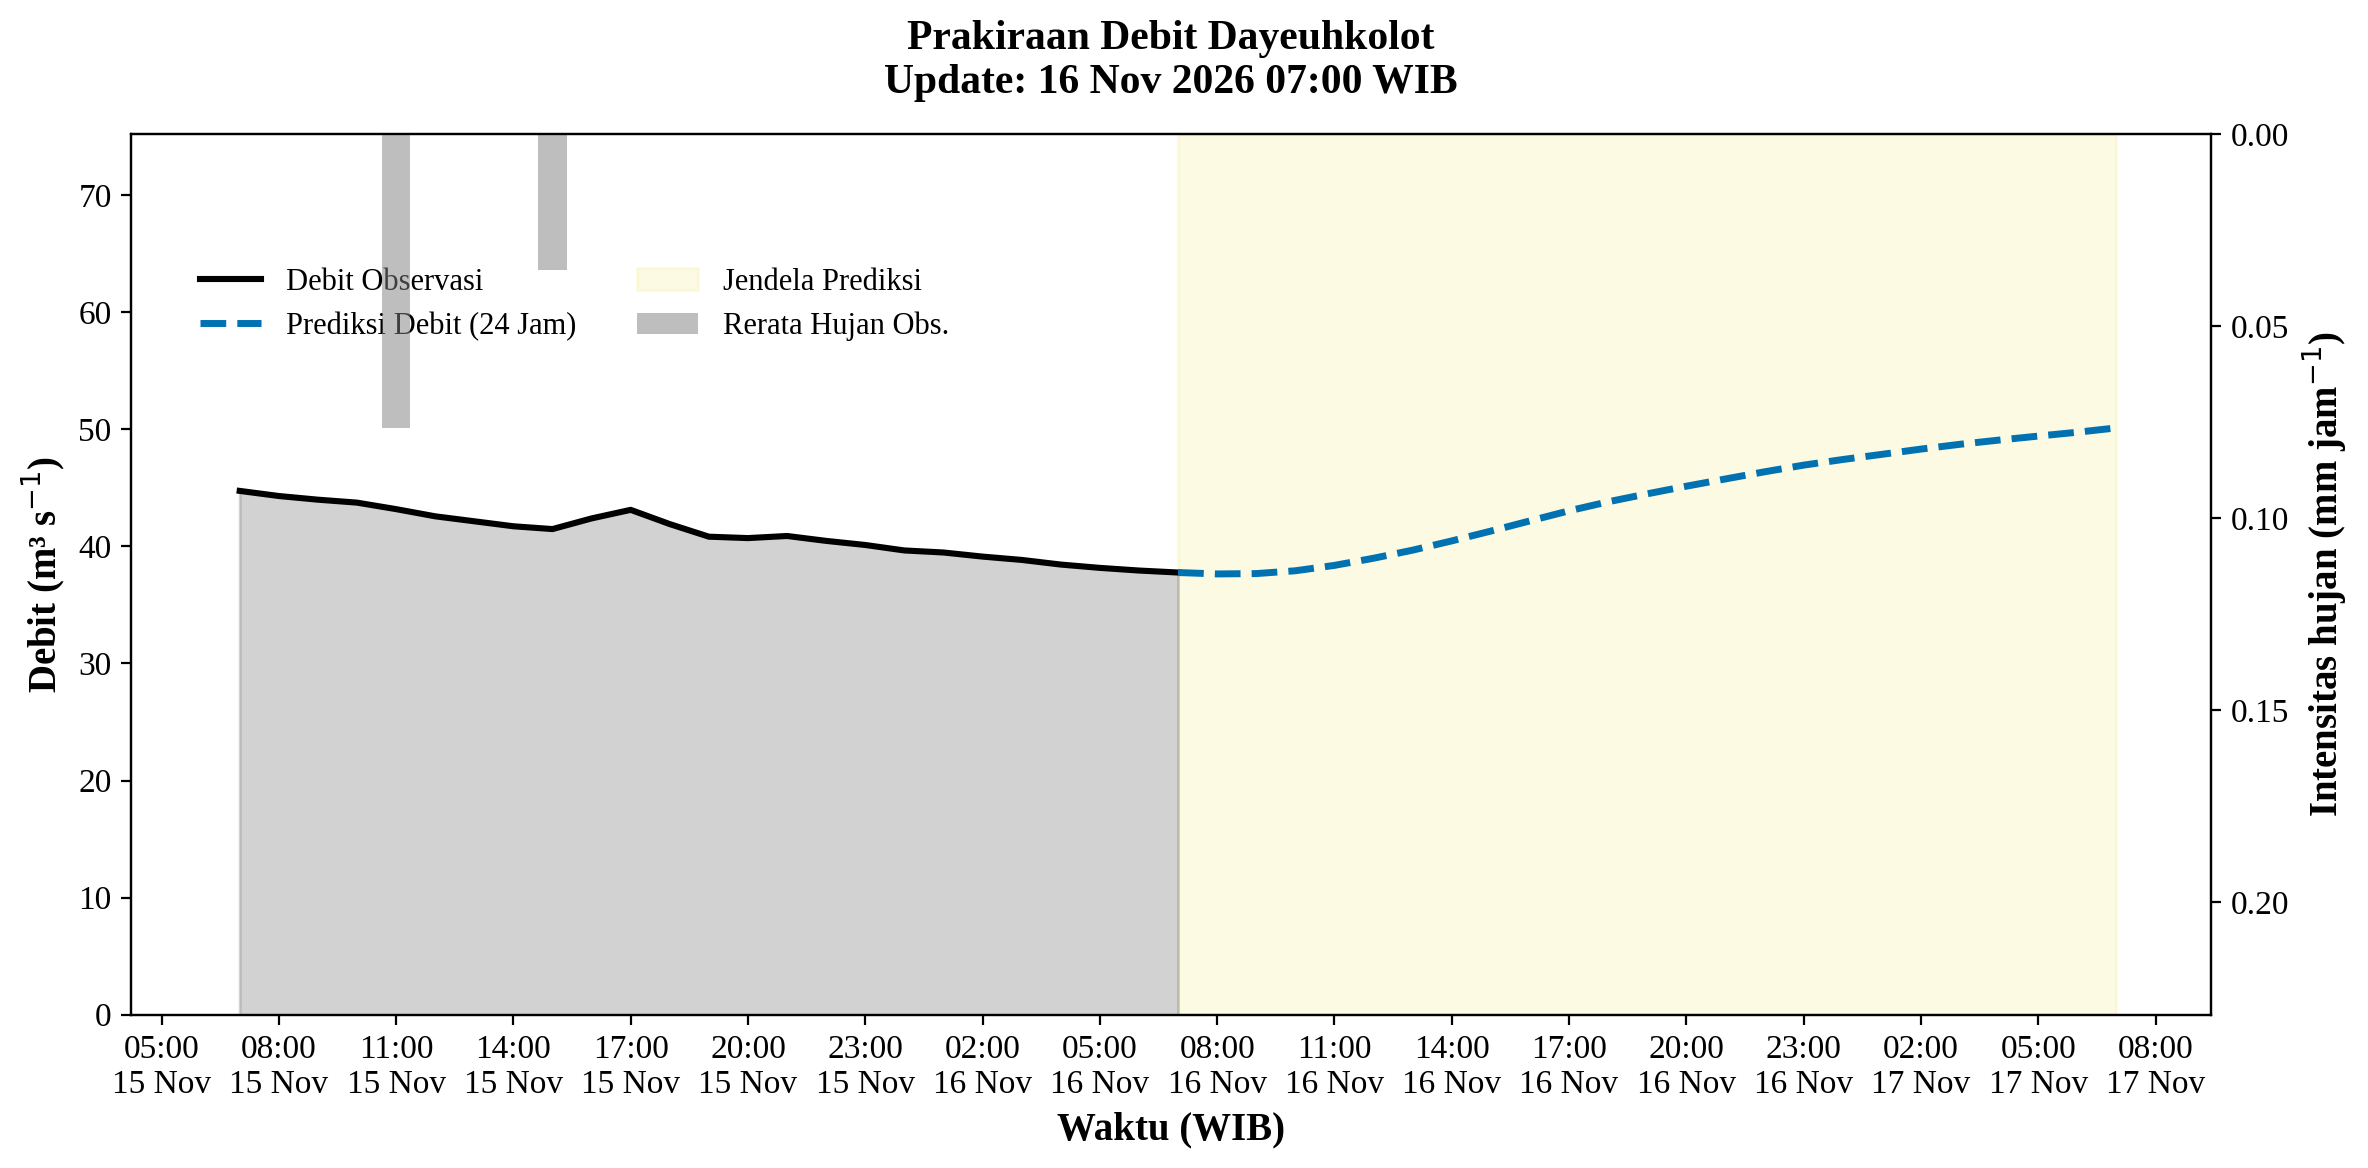 Prakiraan Debit Dayeuhkolot
Update: 16 Nov 2026 07:00 WIB
Debit (m³ s⁻¹)
70
60
50
40
30
20
10
0
Debit Observasi
Prediksi Debit (24 Jam)
Jendela Prediksi
Rerata Hujan Obs.
0.00
0.05
0.10
0.15
0.20
Intensitas hujan (mm jam⁻¹)
05:00 08:00 11:00 14:00 17:00 20:00 23:00 02:00 05:00 08:00 11:00 14:00 17:00 20:00 23:00 02:00 05:00 08:00
15 Nov 15 Nov 15 Nov 15 Nov 15 Nov 15 Nov 15 Nov 16 Nov 16 Nov 16 Nov 16 Nov 16 Nov 16 Nov 16 Nov 16 Nov 17 Nov 17 Nov 17 Nov
Waktu (WIB)